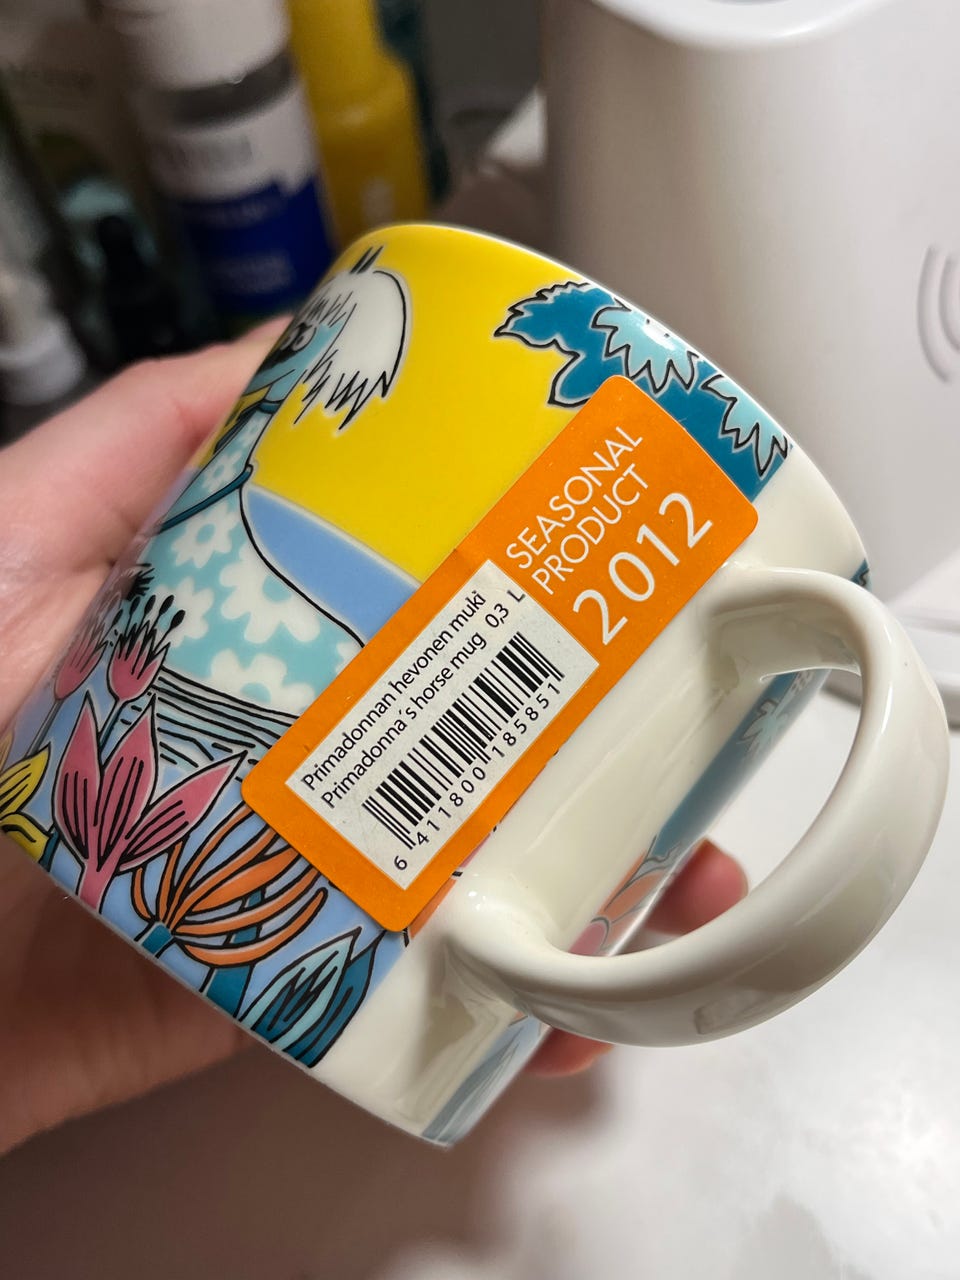 SEASONAL
PRODUCT
2012
Primadonnan hevonen muki
Primadonna´s horse mug 0,3 L
6 411800 185851